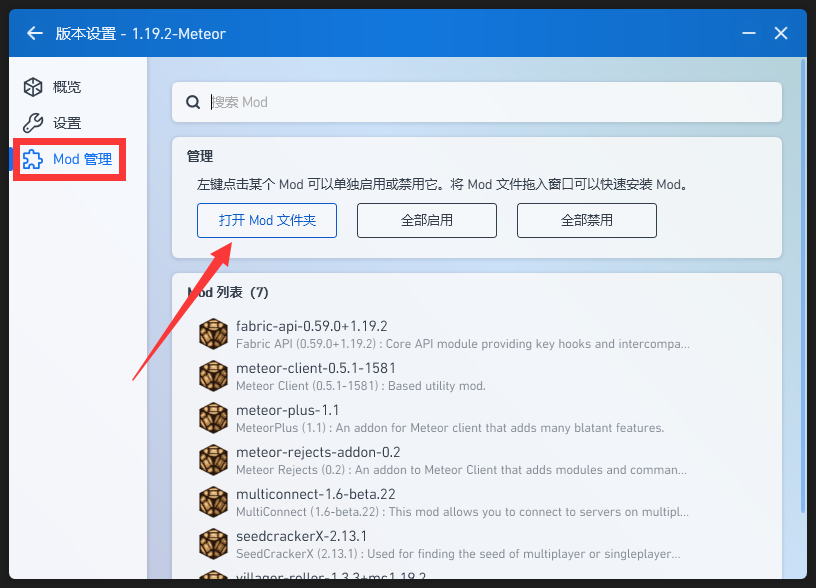 版本设置 - 1.19.2-Meteor
概览
设置
Mod 管理
搜索 Mod
管理
左键点击某个 Mod 可以单独启用或禁用它。将 Mod 文件拖入窗口可以快速安装 Mod。
打开 Mod 文件夹
全部启用
全部禁用
Mod 列表 (7)
fabric-api-0.59.0+1.19.2
Fabric API (0.59.0+1.19.2) : Core API module providing key hooks and intercompa...
meteor-client-0.5.1-1581
Meteor Client (0.5.1-1581) : Based utility mod.
meteor-plus-1.1
MeteorPlus (1.1) : An addon for Meteor client that adds many blatant features.
meteor-rejects-addon-0.2
Meteor Rejects (0.2) : An addon to Meteor Client that adds modules and comman...
multiconnect-1.6-beta.22
MultiConnect (1.6-beta.22) : This mod allows you to connect to servers on multipl...
seedcrackerX-2.13.1
SeedCrackerX (2.13.1) : Used for finding the seed of multiplayer or singleplayer...
villager-roller-1.3.3+mc1.19.2